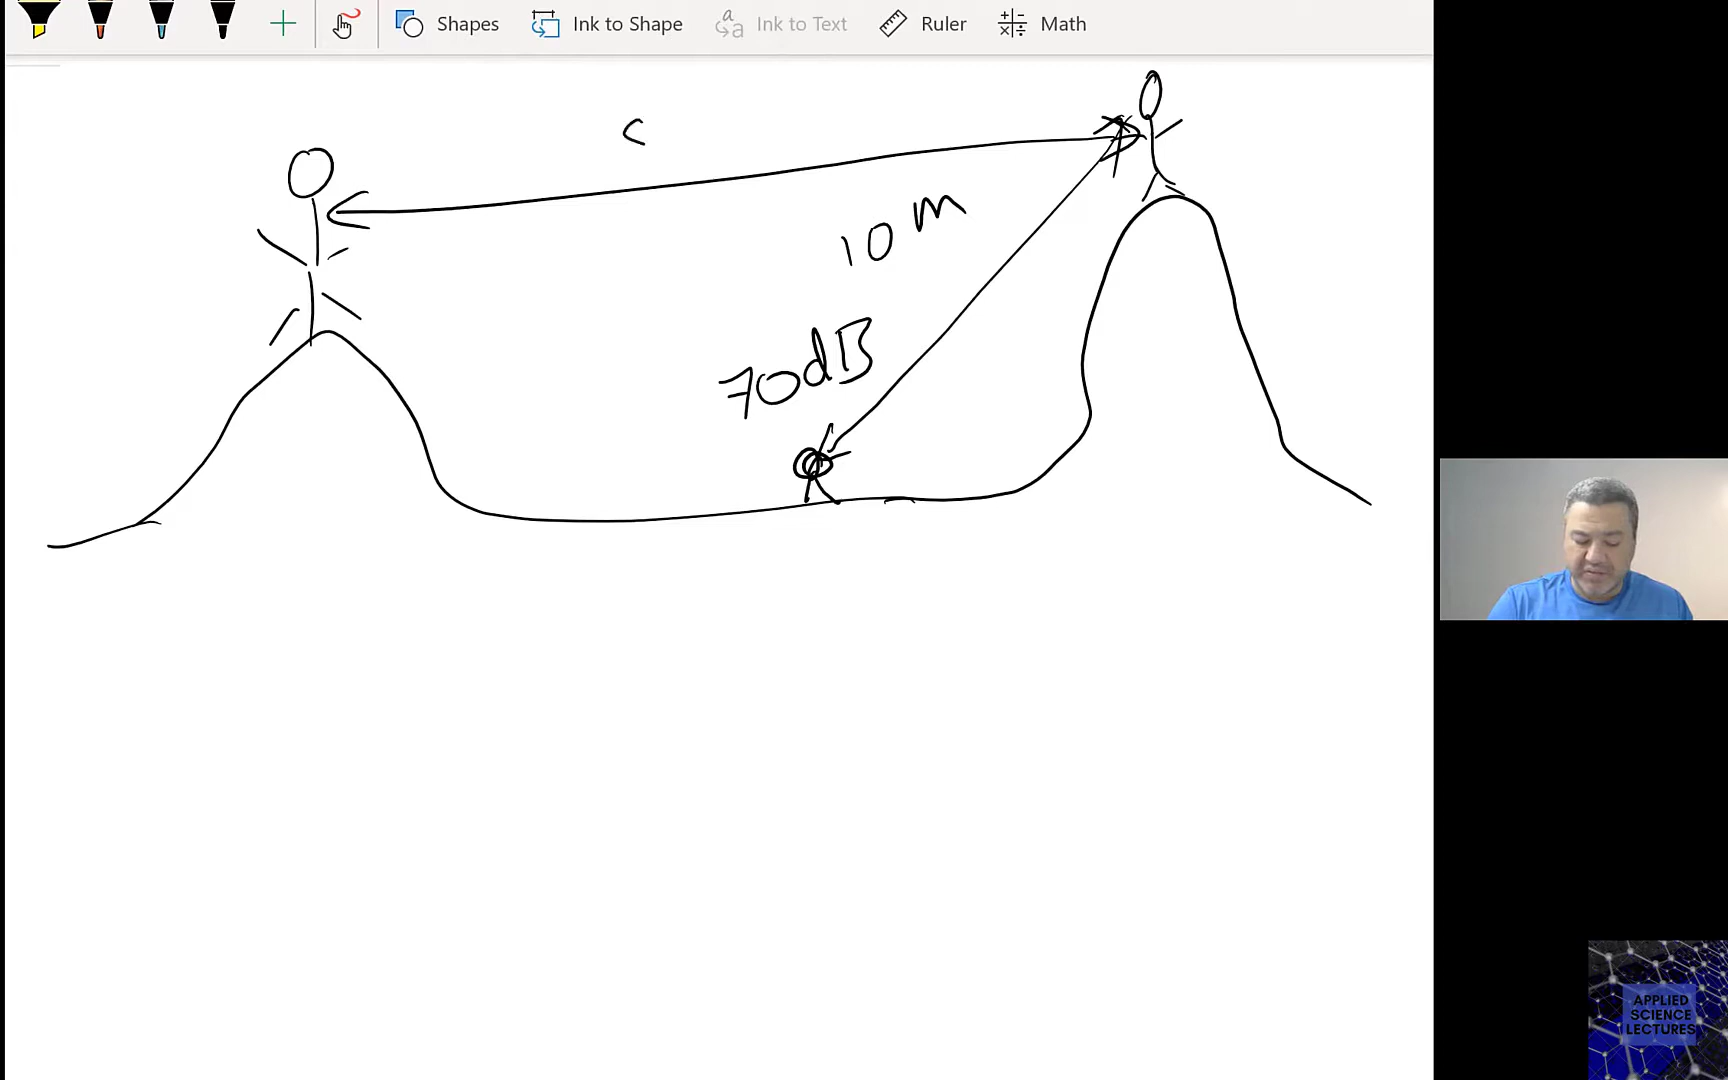 Shapes
Ink to Shape
Ink to Text
Ruler
Math
c
10 m
70dB
APPLIED
SCIENCE
LECTURES